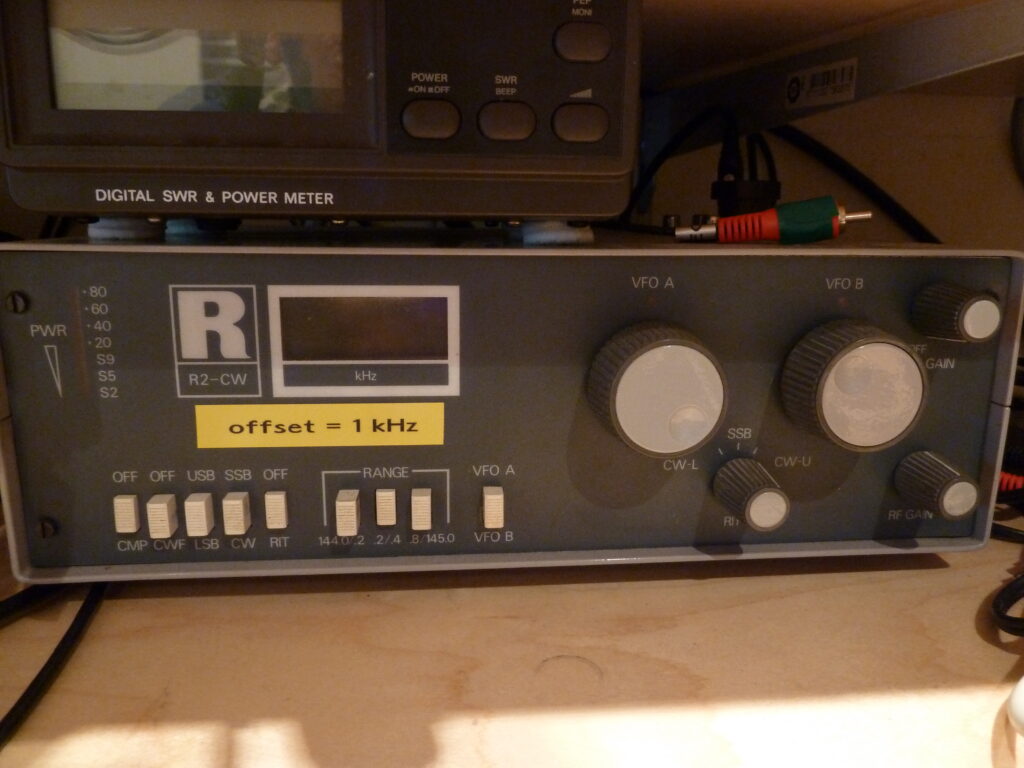 PEP
MONI
POWER
ON OFF
SWR
BEEP
DIGITAL SWR & POWER METER
PWR
80
60
40
20
S9
S5
S2
R
R2-CW
kHz
offset = 1 kHz
VFO A
VFO B
OFF
GAIN
SSB
CW-L
CW-U
RIT
RF GAIN
OFF OFF USB SSB OFF
CMP CWF LSB CW RIT
RANGE
144.0/.2 .2/.4 .8/145.0
VFO A
VFO B